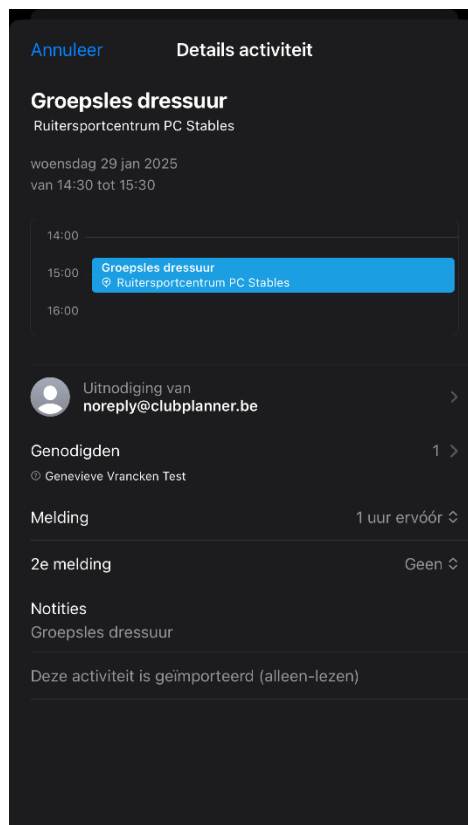 Annuleer
Details activiteit
Groepsles dressuur
Ruitersportcentrum PC Stables
woensdag 29 jan 2025
van 14:30 tot 15:30
14:00
15:00
Groepsles dressuur
Ruitersportcentrum PC Stables
16:00
Uitnodiging van
noreply@clubplanner.be
Genodigden
1
Genevieve Vrancken Test
Melding
1 uur ervóór
2e melding
Geen
Notities
Groepsles dressuur
Deze activiteit is geïmporteerd (alleen-lezen)